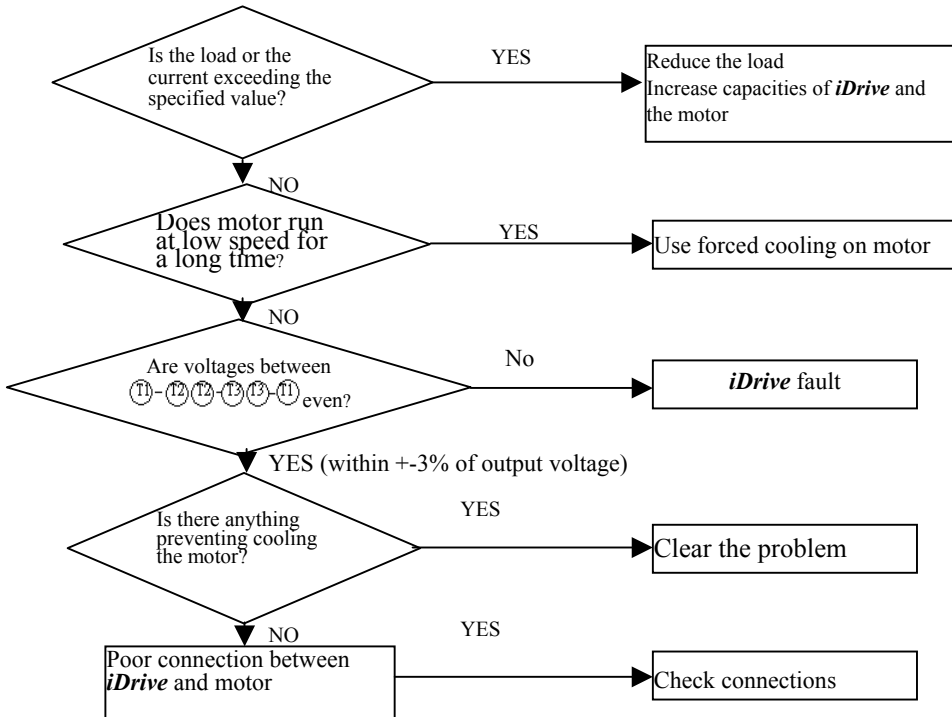 Is the load or the
current exceeding the
specified value?
YES
Reduce the load
Increase capacities of iDrive and
the motor
NO
Does motor run
at low speed for
a long time?
YES
Use forced cooling on motor
NO
Are voltages between
T1-T2 T2-T3 T3-T1 even?
No
iDrive fault
YES (within +-3% of output voltage)
Is there anything
preventing cooling
the motor?
YES
Clear the problem
NO
Poor connection between
iDrive and motor
YES
Check connections